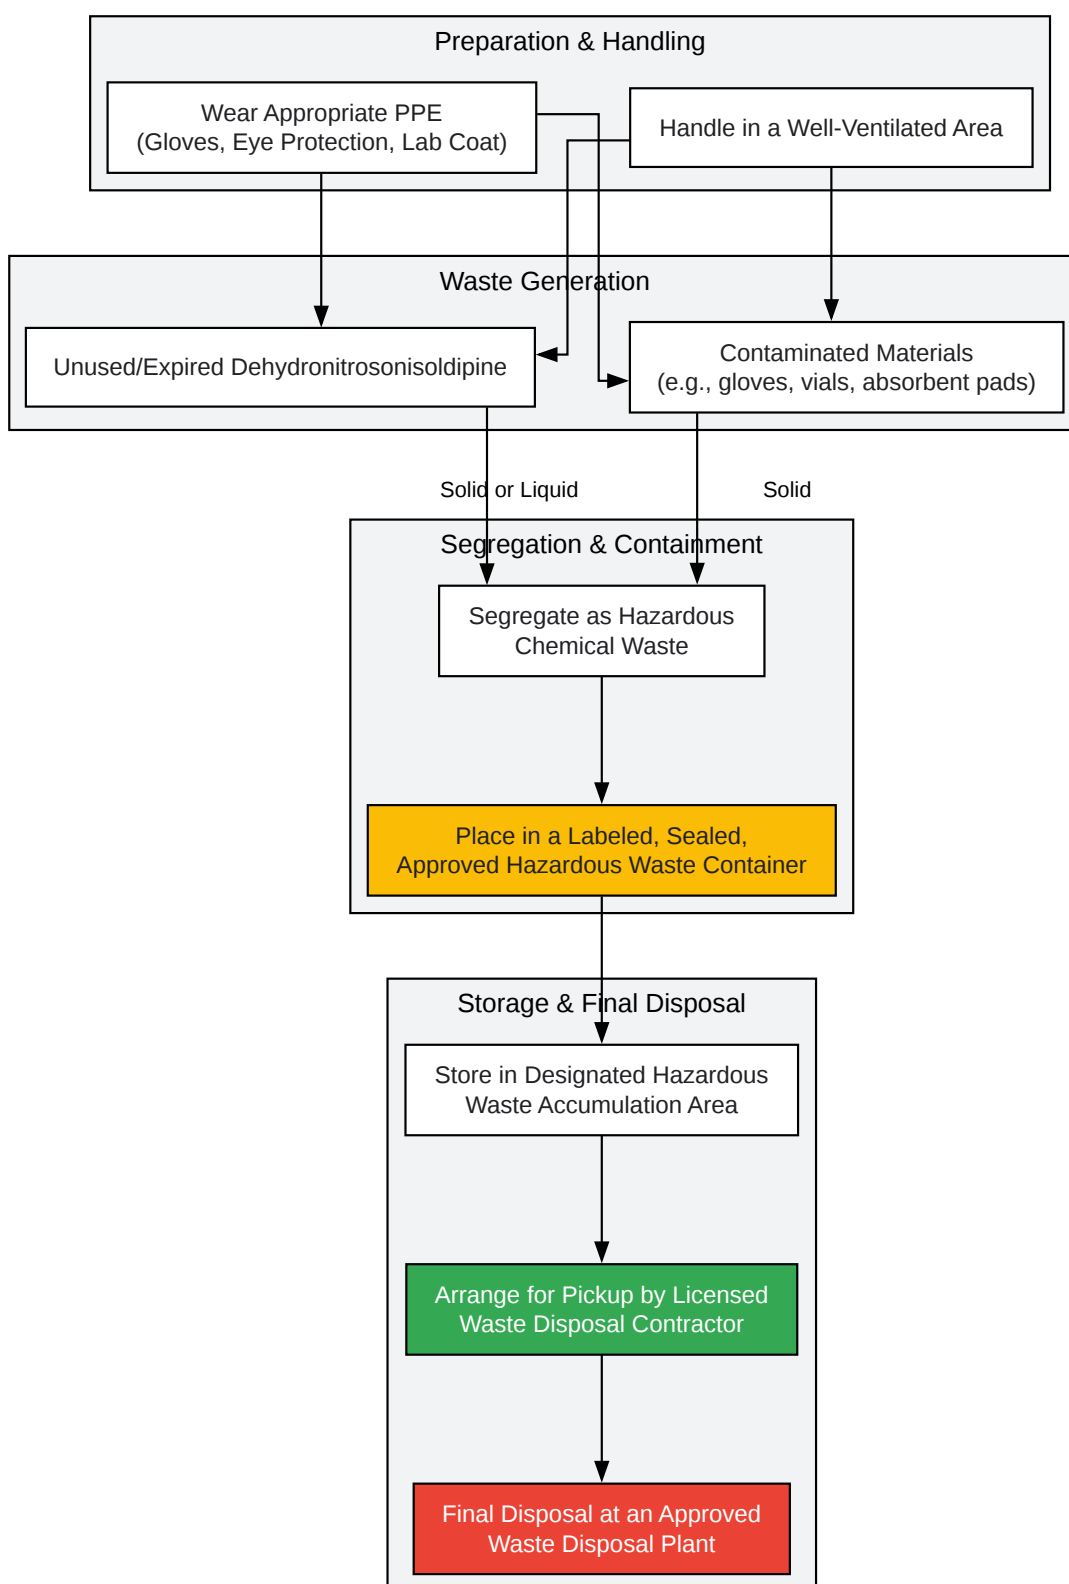 Preparation & Handling
Wear Appropriate PPE
(Gloves, Eye Protection, Lab Coat)
Handle in a Well-Ventilated Area
Waste Generation
Unused/Expired Dehydronitrosonisoldipine
Contaminated Materials
(e.g., gloves, vials, absorbent pads)
Solid or Liquid
Solid
Segregation & Containment
Segregate as Hazardous
Chemical Waste
Place in a Labeled, Sealed,
Approved Hazardous Waste Container
Storage & Final Disposal
Store in Designated Hazardous
Waste Accumulation Area
Arrange for Pickup by Licensed
Waste Disposal Contractor
Final Disposal at an Approved
Waste Disposal Plant